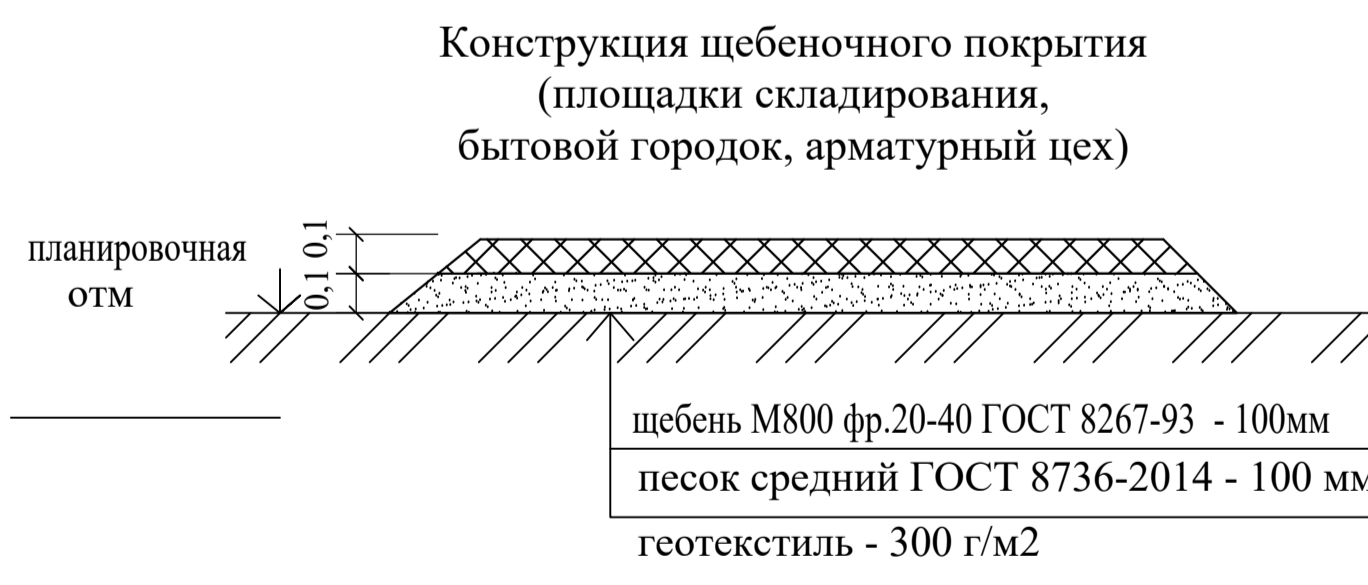 Конструкция щебеночного покрытия
(площадки складирования,
бытовой городок, арматурный цех)
планировочная
отм
0,1 0,1
щебень М800 фр.20-40 ГОСТ 8267-93 - 100мм
песок средний ГОСТ 8736-2014 - 100 мм
геотекстиль - 300 г/м2